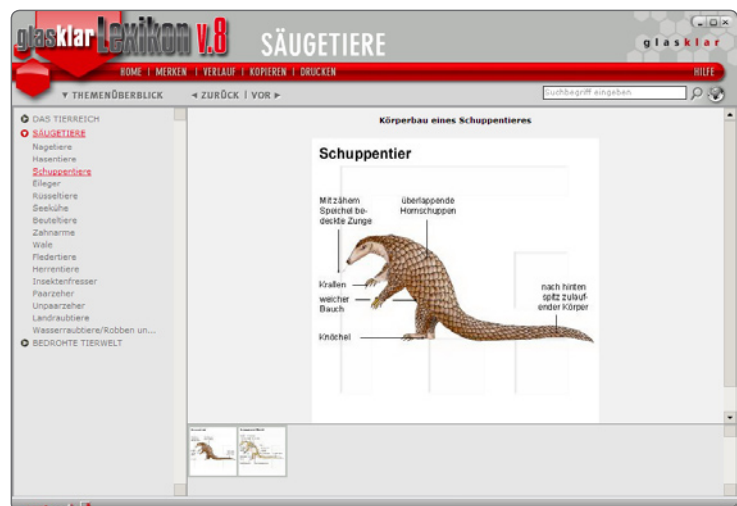 glasklar Lexikon V.8
SÄUGETIERE
glasklar
HOME | MERKEN | VERLAUF | KOPIEREN | DRUCKEN
HILFE
THEMENÜBERBLICK
ZURÜCK | VOR
Suchbegriff eingeben
DAS TIERREICH
SÄUGETIERE
Nagetiere
Hasentiere
Schuppentiere
Eileger
Rüsseltiere
Seekühe
Beuteltiere
Zahnarme
Wale
Fledertiere
Herrentiere
Insektenfresser
Paarzeher
Unpaarzeher
Landraubtiere
Wasserraubtiere/Robben un...
BEDROHTE TIERWELT
Körperbau eines Schuppentieres
Schuppentier
Mit zähem
Speichel be-
deckte Zunge
überlappende
Hornschuppen
Krallen
weicher
Bauch
Knöchel
nach hinten
spitz zulauf-
ender Körper